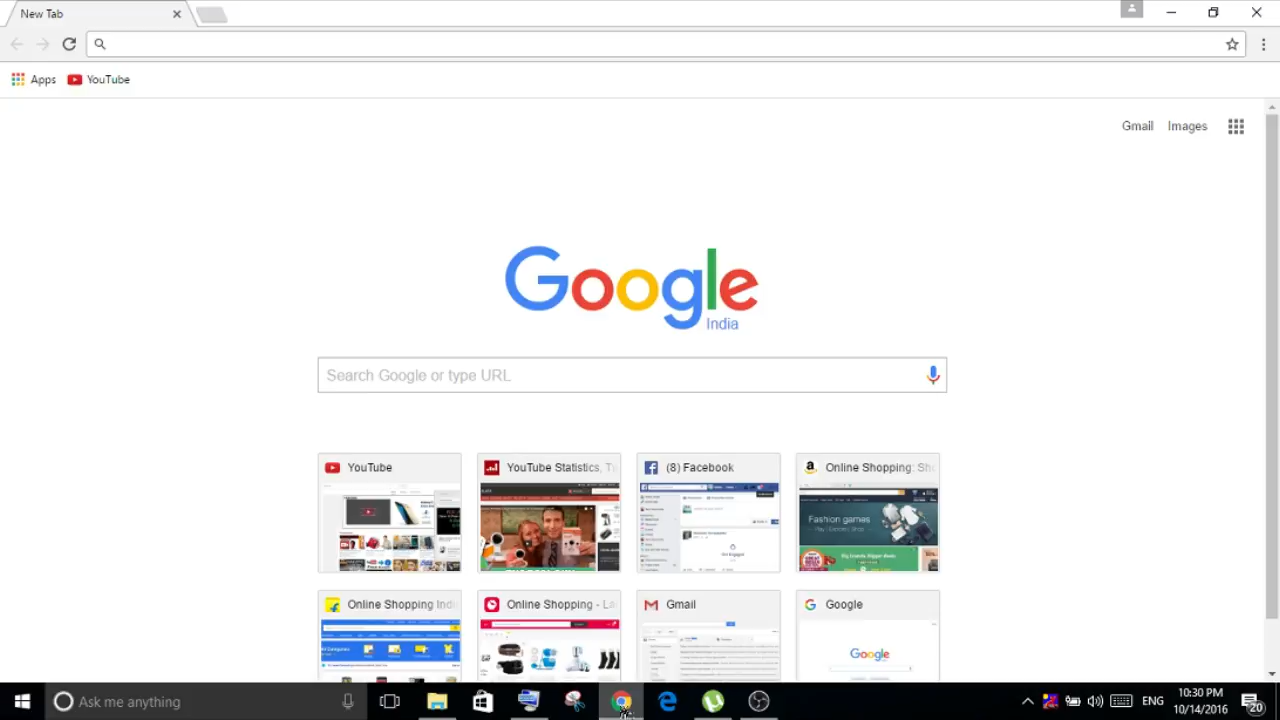 New Tab
Apps
YouTube
Gmail
Images
Google
India
Search Google or type URL
YouTube
YouTube Statistics, T
(8) Facebook
Online Shopping: Sh
Fashion games
Online Shopping Indi
Online Shopping - La
Gmail
Google
Google
Ask me anything
ENG
10:30 PM
10/14/2016
20